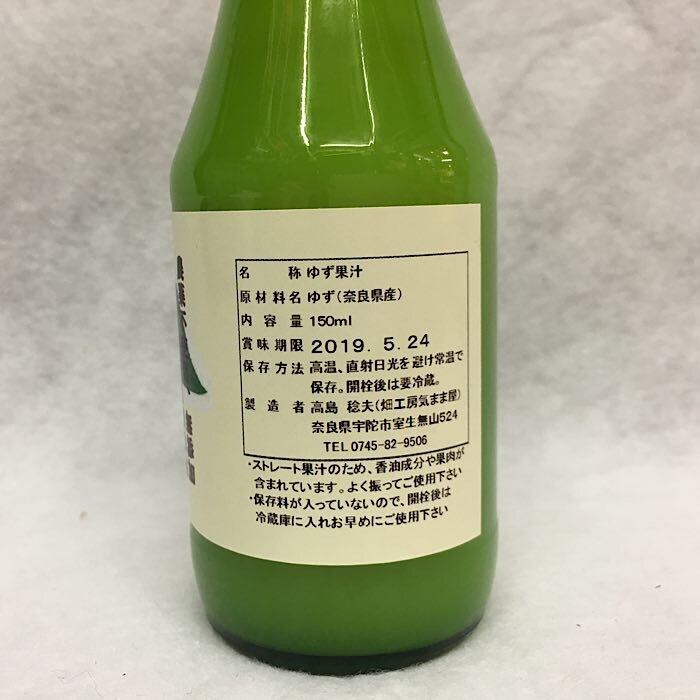 名称 ゆず果汁
原材料名 ゆず(奈良県産)
内容量 150ml
賞味期限 2019. 5.24
保存方法 高温、直射日光を避け常温で
保存。開栓後は要冷蔵。
製造者 高島 稔夫(畑工房気まま屋)
奈良県宇陀市室生無山524
TEL0745-82-9506
・ストレート果汁のため、香油成分や果肉が
含まれています。よく振ってご使用下さい
・保存料が入っていないので、開栓後は
冷蔵庫に入れお早めにご使用下さい